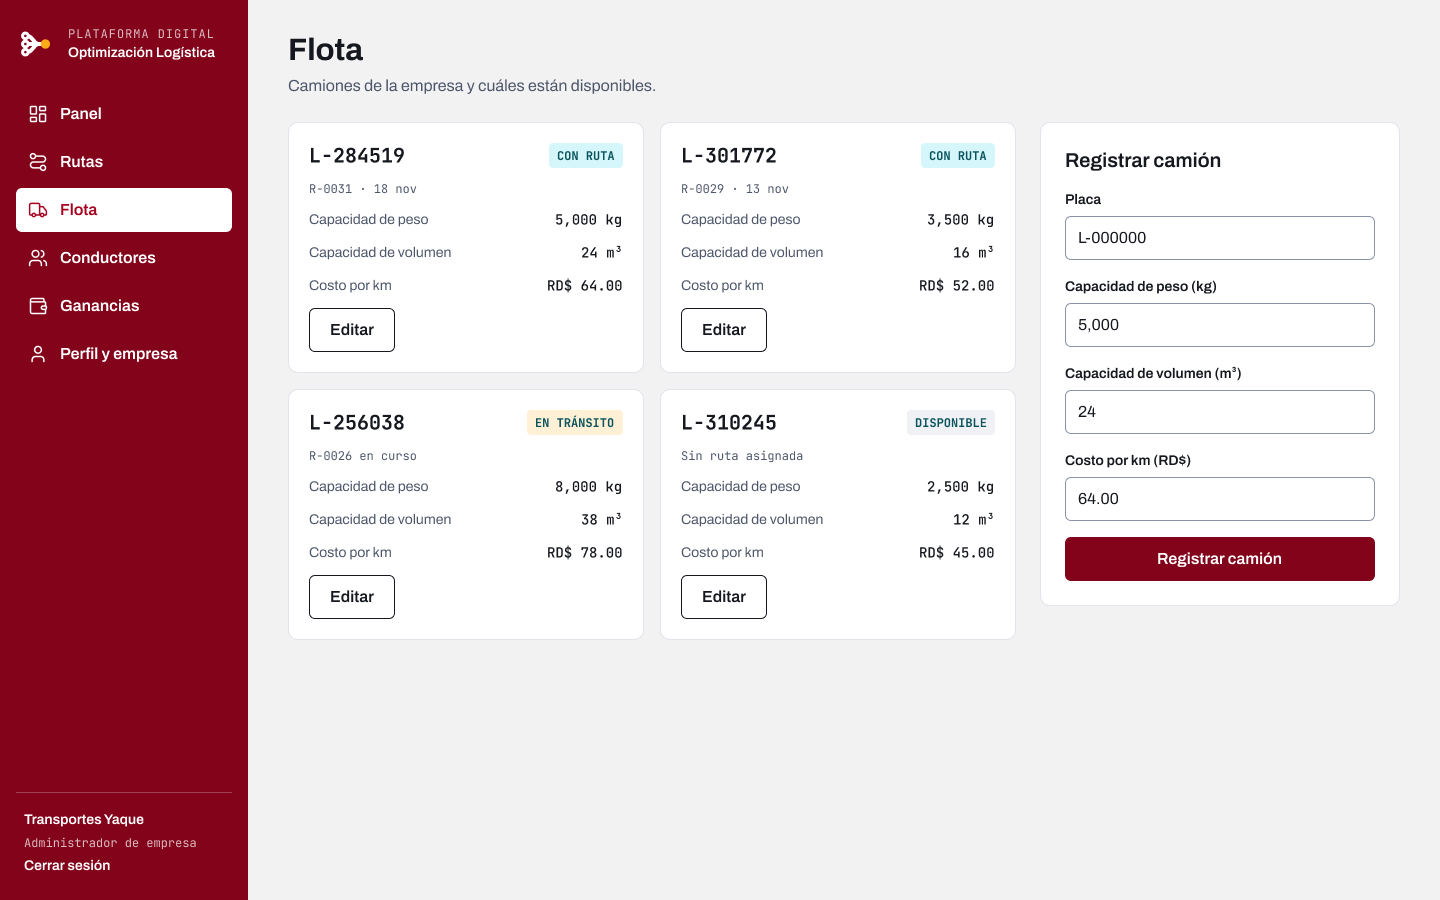 PLATAFORMA DIGITAL
Optimización Logística
Panel
Rutas
Flota
Conductores
Ganancias
Perfil y empresa
Transportes Yaque
Administrador de empresa
Cerrar sesión
Flota
Camiones de la empresa y cuáles están disponibles.
L-284519 CON RUTA
R-0031 · 18 nov
Capacidad de peso 5,000 kg
Capacidad de volumen 24 m³
Costo por km RD$ 64.00
Editar
L-301772 CON RUTA
R-0029 · 13 nov
Capacidad de peso 3,500 kg
Capacidad de volumen 16 m³
Costo por km RD$ 52.00
Editar
L-256038 EN TRÁNSITO
R-0026 en curso
Capacidad de peso 8,000 kg
Capacidad de volumen 38 m³
Costo por km RD$ 78.00
Editar
L-310245 DISPONIBLE
Sin ruta asignada
Capacidad de peso 2,500 kg
Capacidad de volumen 12 m³
Costo por km RD$ 45.00
Editar
Registrar camión
Placa
L-000000
Capacidad de peso (kg)
5,000
Capacidad de volumen (m³)
24
Costo por km (RD$)
64.00
Registrar camión